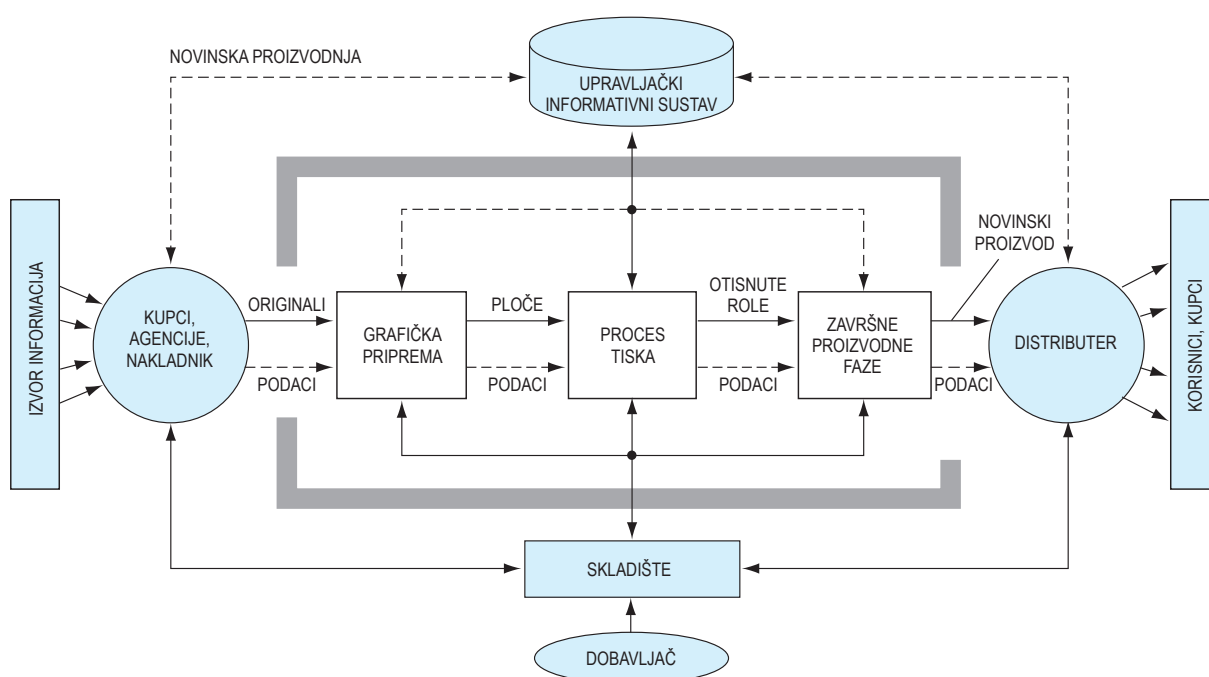 NOVINSKA PROIZVODNJA
UPRAVLJAČKI
INFORMATIVNI SUSTAV
IZVOR INFORMACIJA
KUPCI,
AGENCIJE,
NAKLADNIK
ORIGINALI
PODACI
GRAFIČKA
PRIPREMA
PLOČE
PODACI
PROCES
TISKA
OTISNUTE
ROLE
PODACI
ZAVRŠNE
PROIZVODNE
FAZE
NOVINSKI
PROIZVOD
PODACI
DISTRIBUTER
KORISNICI, KUPCI
SKLADIŠTE
DOBAVLJAČ